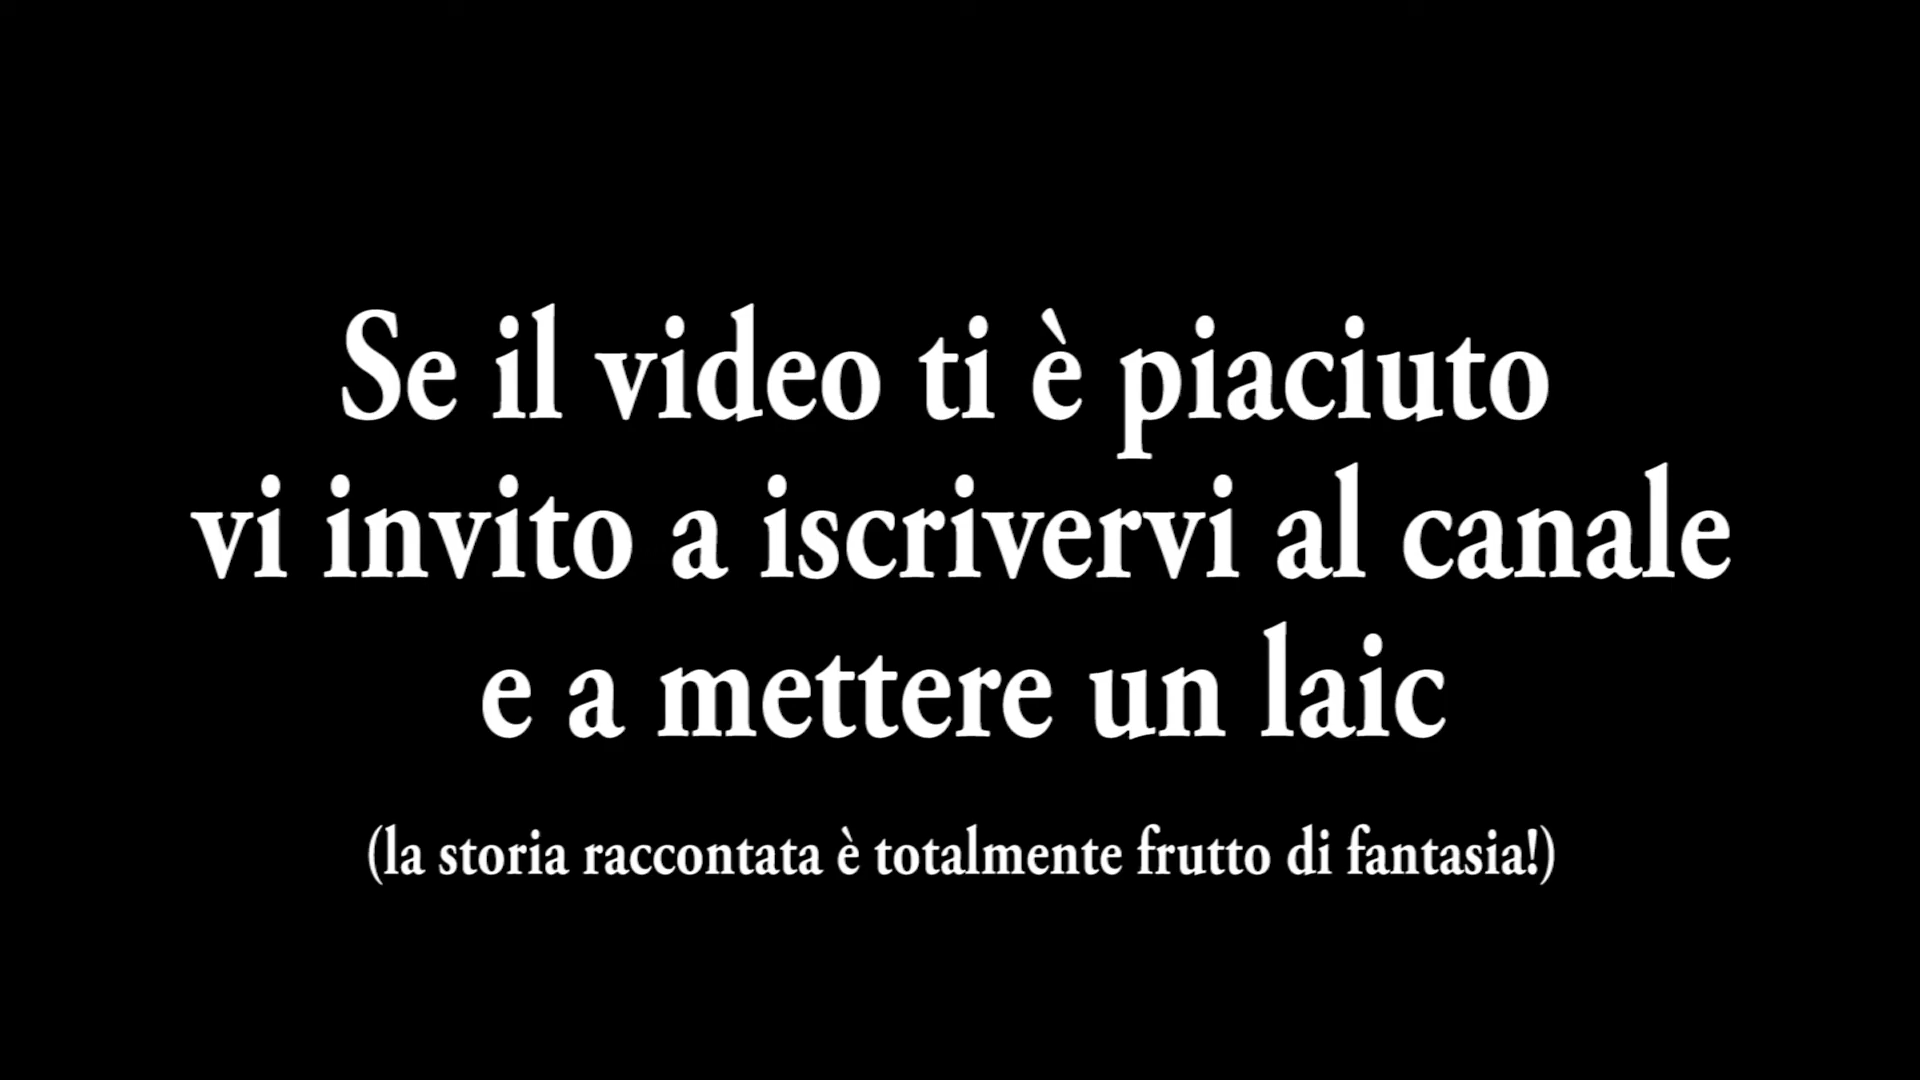 Se il video ti è piaciuto
vi invito a iscrivervi al canale
e a mettere un laic
(la storia raccontata è totalmente frutto di fantasia!)